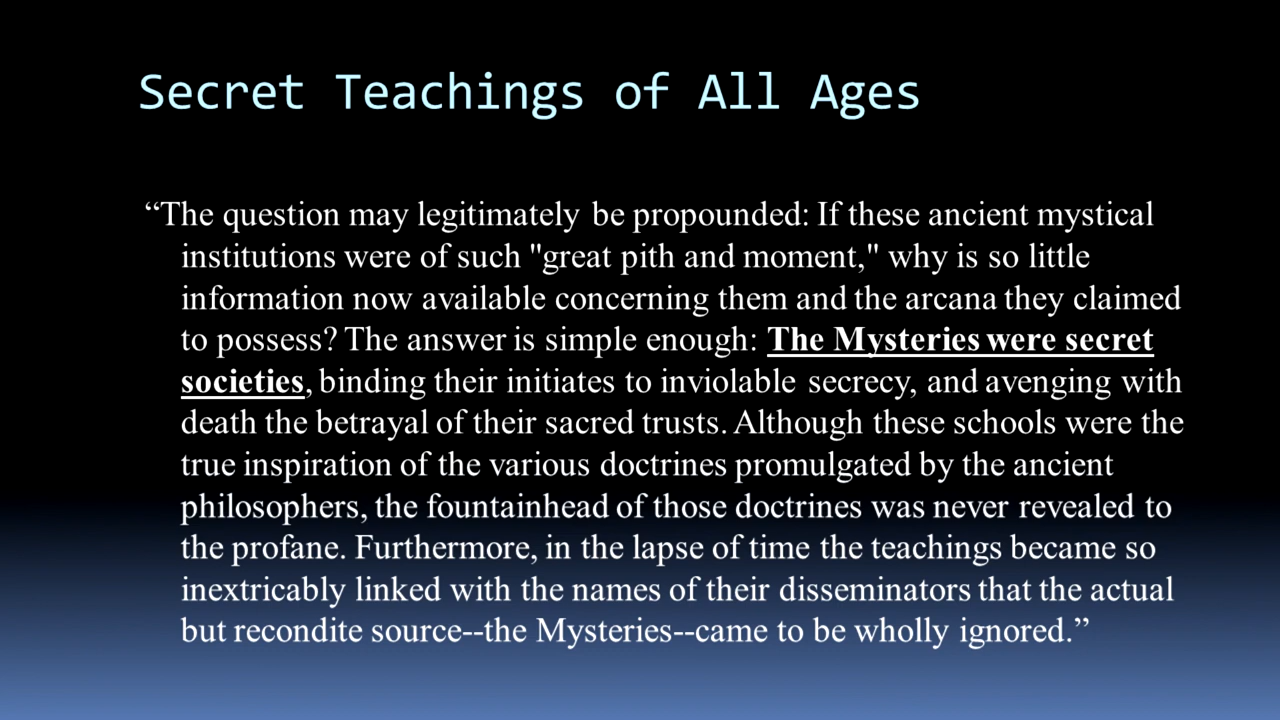 Secret Teachings of All Ages
“The question may legitimately be propounded: If these ancient mystical
institutions were of such "great pith and moment," why is so little
information now available concerning them and the arcana they claimed
to possess? The answer is simple enough: The Mysteries were secret
societies, binding their initiates to inviolable secrecy, and avenging with
death the betrayal of their sacred trusts. Although these schools were the
true inspiration of the various doctrines promulgated by the ancient
philosophers, the fountainhead of those doctrines was never revealed to
the profane. Furthermore, in the lapse of time the teachings became so
inextricably linked with the names of their disseminators that the actual
but recondite source--the Mysteries--came to be wholly ignored.”